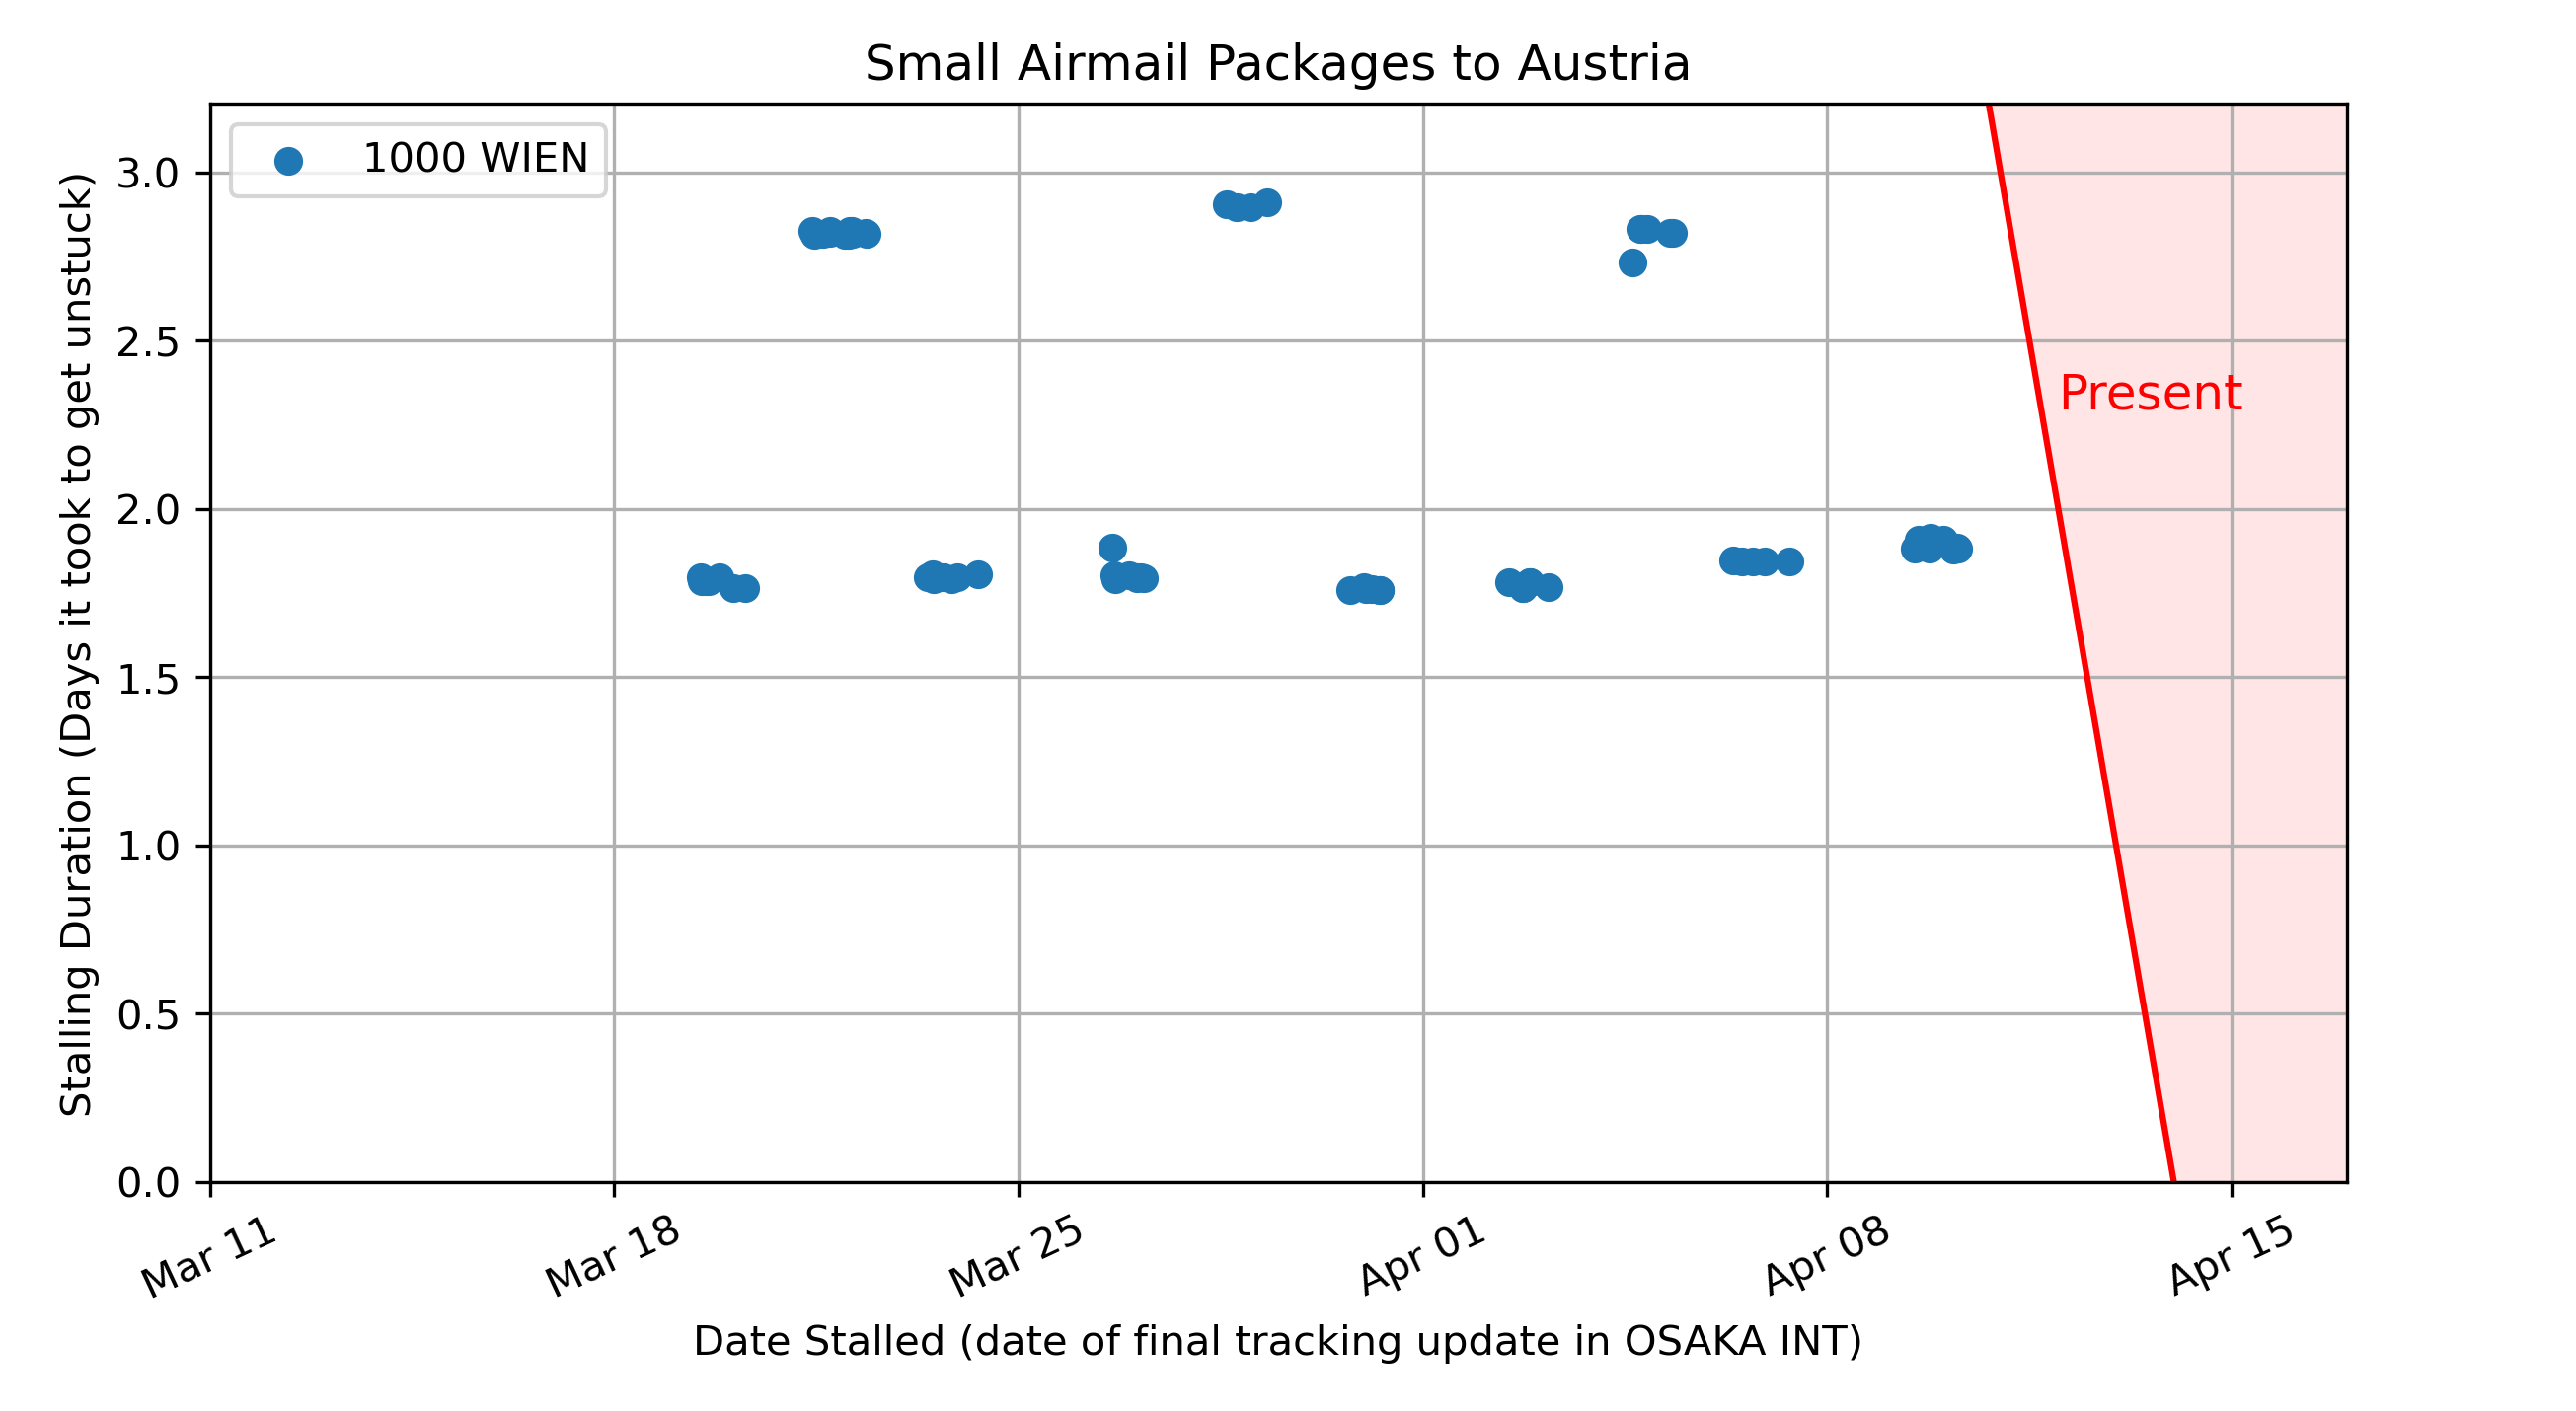 Small Airmail Packages to Austria
1000 WIEN
Stalling Duration (Days it took to get unstuck)
3.0
2.5
2.0
1.5
1.0
0.5
0.0
Present
Mar 11
Mar 18
Mar 25
Apr 01
Apr 08
Apr 15
Date Stalled (date of final tracking update in OSAKA INT)